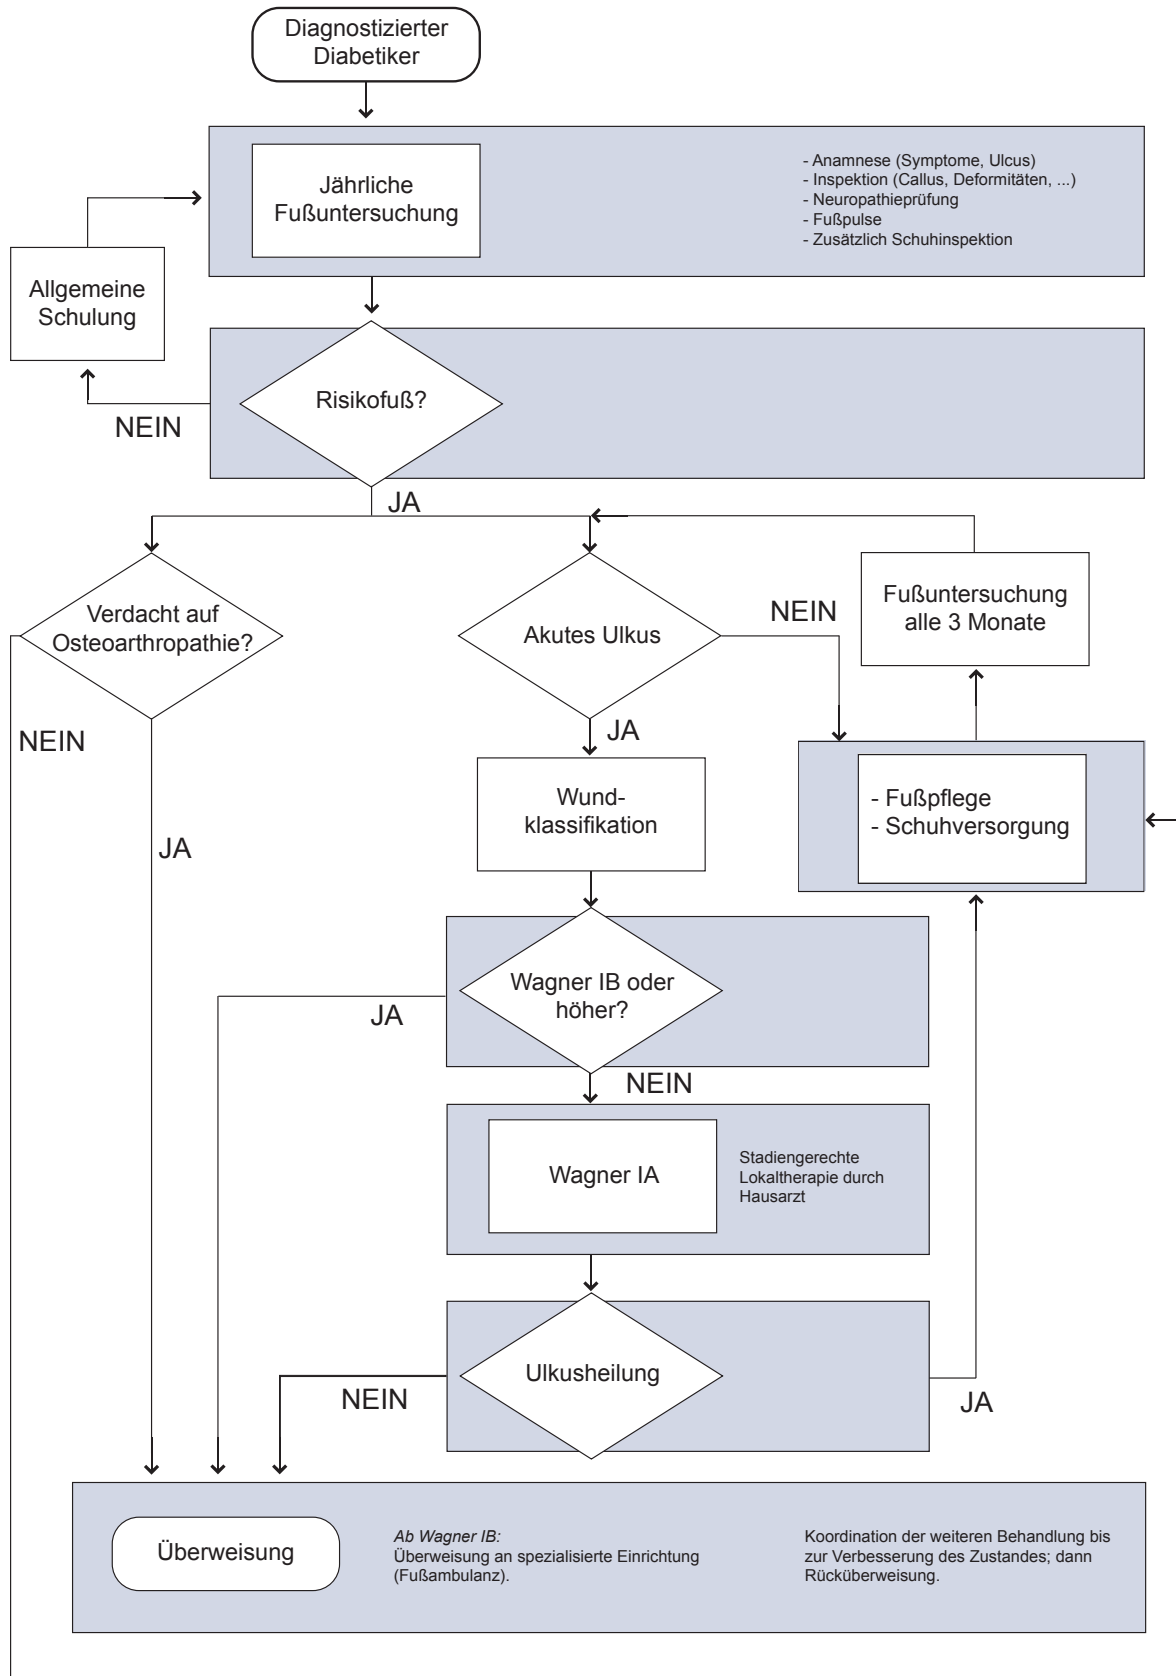 Diagnostizierter
Diabetiker
Jährliche
Fußuntersuchung
- Anamnese (Symptome, Ulcus)
- Inspektion (Callus, Deformitäten, ...)
- Neuropathieprüfung
- Fußpulse
- Zusätzlich Schuhinspektion
Allgemeine
Schulung
Risikofuß?
NEIN
JA
Verdacht auf
Osteoarthropathie?
Akutes Ulkus
NEIN
Fußuntersuchung
alle 3 Monate
NEIN
JA
JA
Wund-
klassifikation
- Fußpflege
- Schuhversorgung
Wagner IB oder
höher?
JA
NEIN
Wagner IA
Stadiengerechte
Lokaltherapie durch
Hausarzt
Ulkusheilung
NEIN
JA
Überweisung
Ab Wagner IB:
Überweisung an spezialisierte Einrichtung
(Fußambulanz).
Koordination der weiteren Behandlung bis
zur Verbesserung des Zustandes; dann
Rücküberweisung.